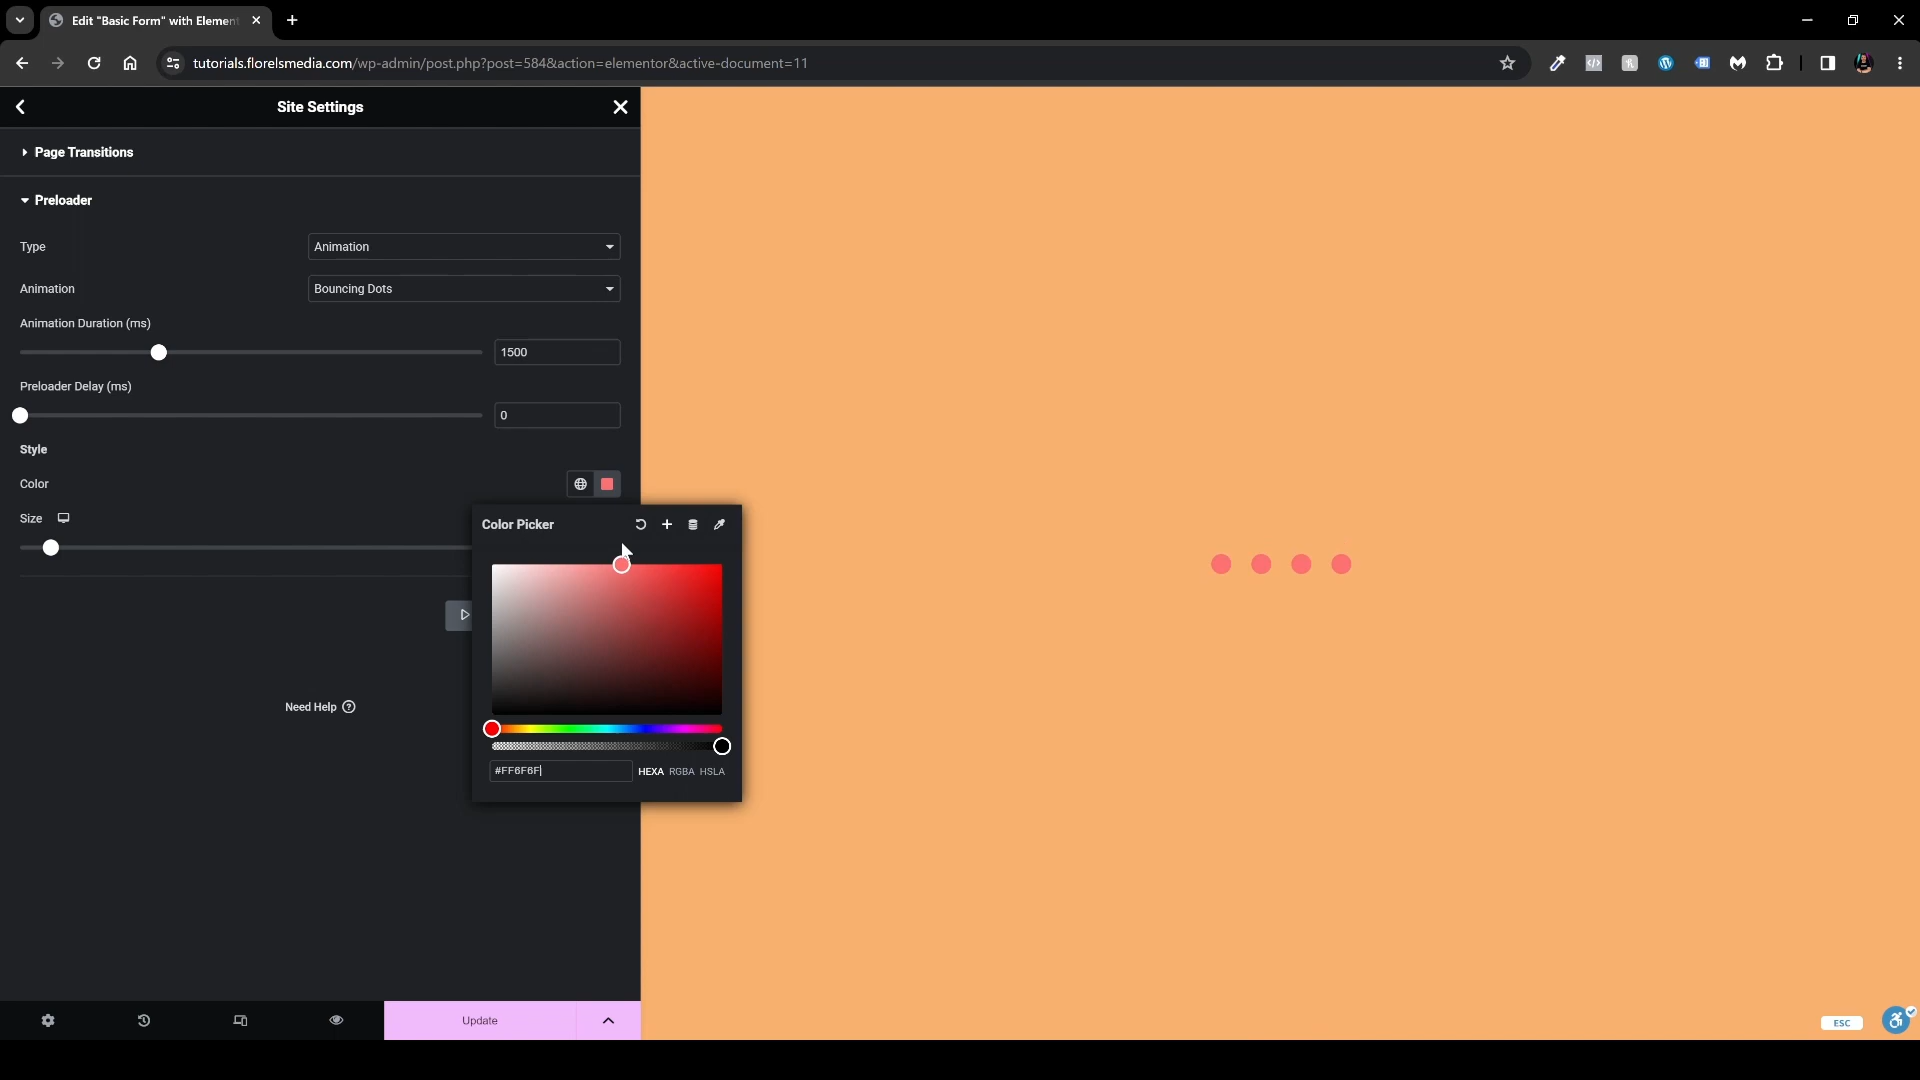 Edit "Basic Form" with Element
tutorials.florelsmedia.com/wp-admin/post.php?post=584&action=elementor&active-document=11
Site Settings
Page Transitions
Preloader
Type
Animation
Animation
Bouncing Dots
Animation Duration (ms)
1500
Preloader Delay (ms)
0
Style
Color
Size
Color Picker
#FF6F6F
HEXA RGBA HSLA
Need Help
Update
ESC